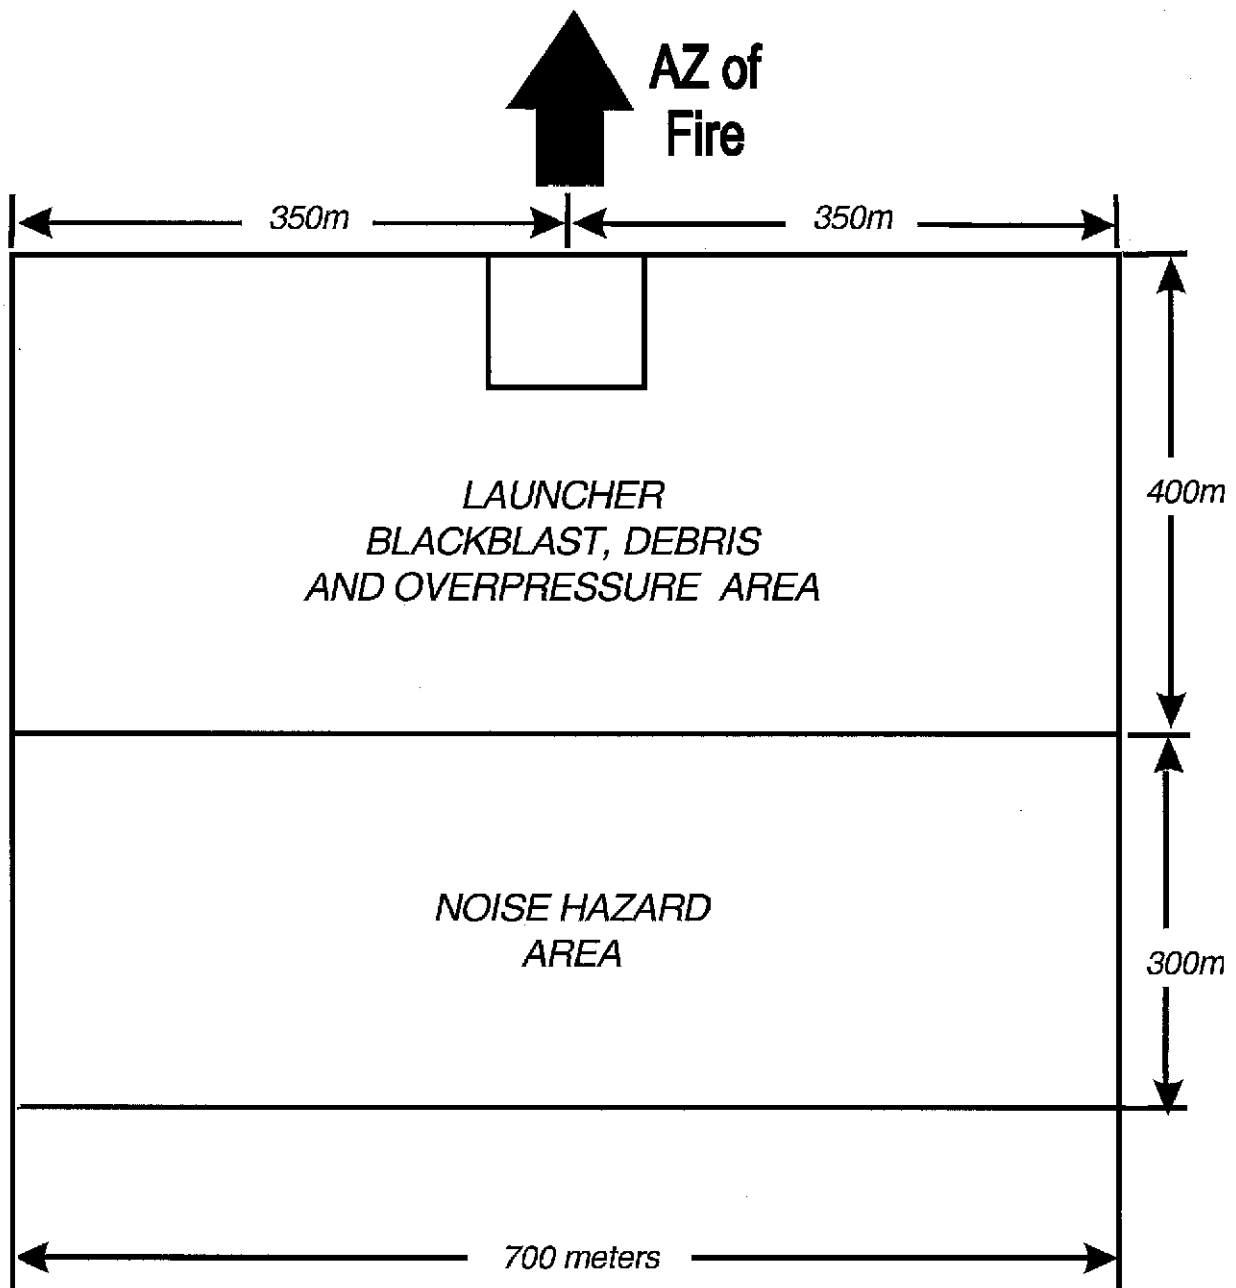 AZ of
Fire
350m
350m
LAUNCHER
BLACKBLAST, DEBRIS
AND OVERPRESSURE AREA
400m
NOISE HAZARD
AREA
300m
700 meters